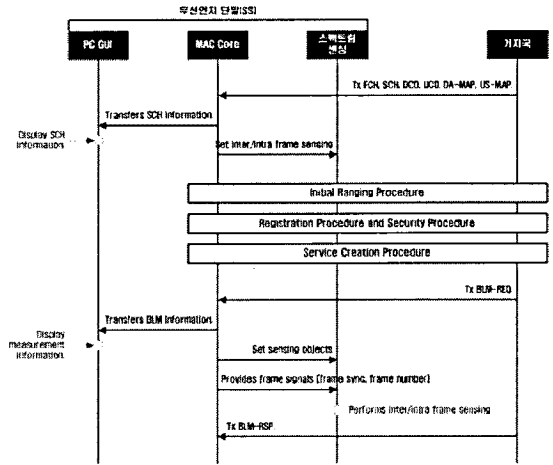 무선인지 단말(SS)
PC GUI
MAC Core
스펙트럼
센싱
기지국
Tx FCH, SCH, DCD, UCD, DA-MAP, US-MAP
Transfers SCH Information
Display SCH
Information
Set inter/intra frame sensing
Initial Ranging Procedure
Registration Procedure and Security Procedure
Service Creation Procedure
Tx BLM-REQ
Transfers BLM Information
Display
measurement
information
Set sensing objects
Provides frame signals (frame sync, frame number)
Performs inter/intra frame sensing
Tx BLM-RSP